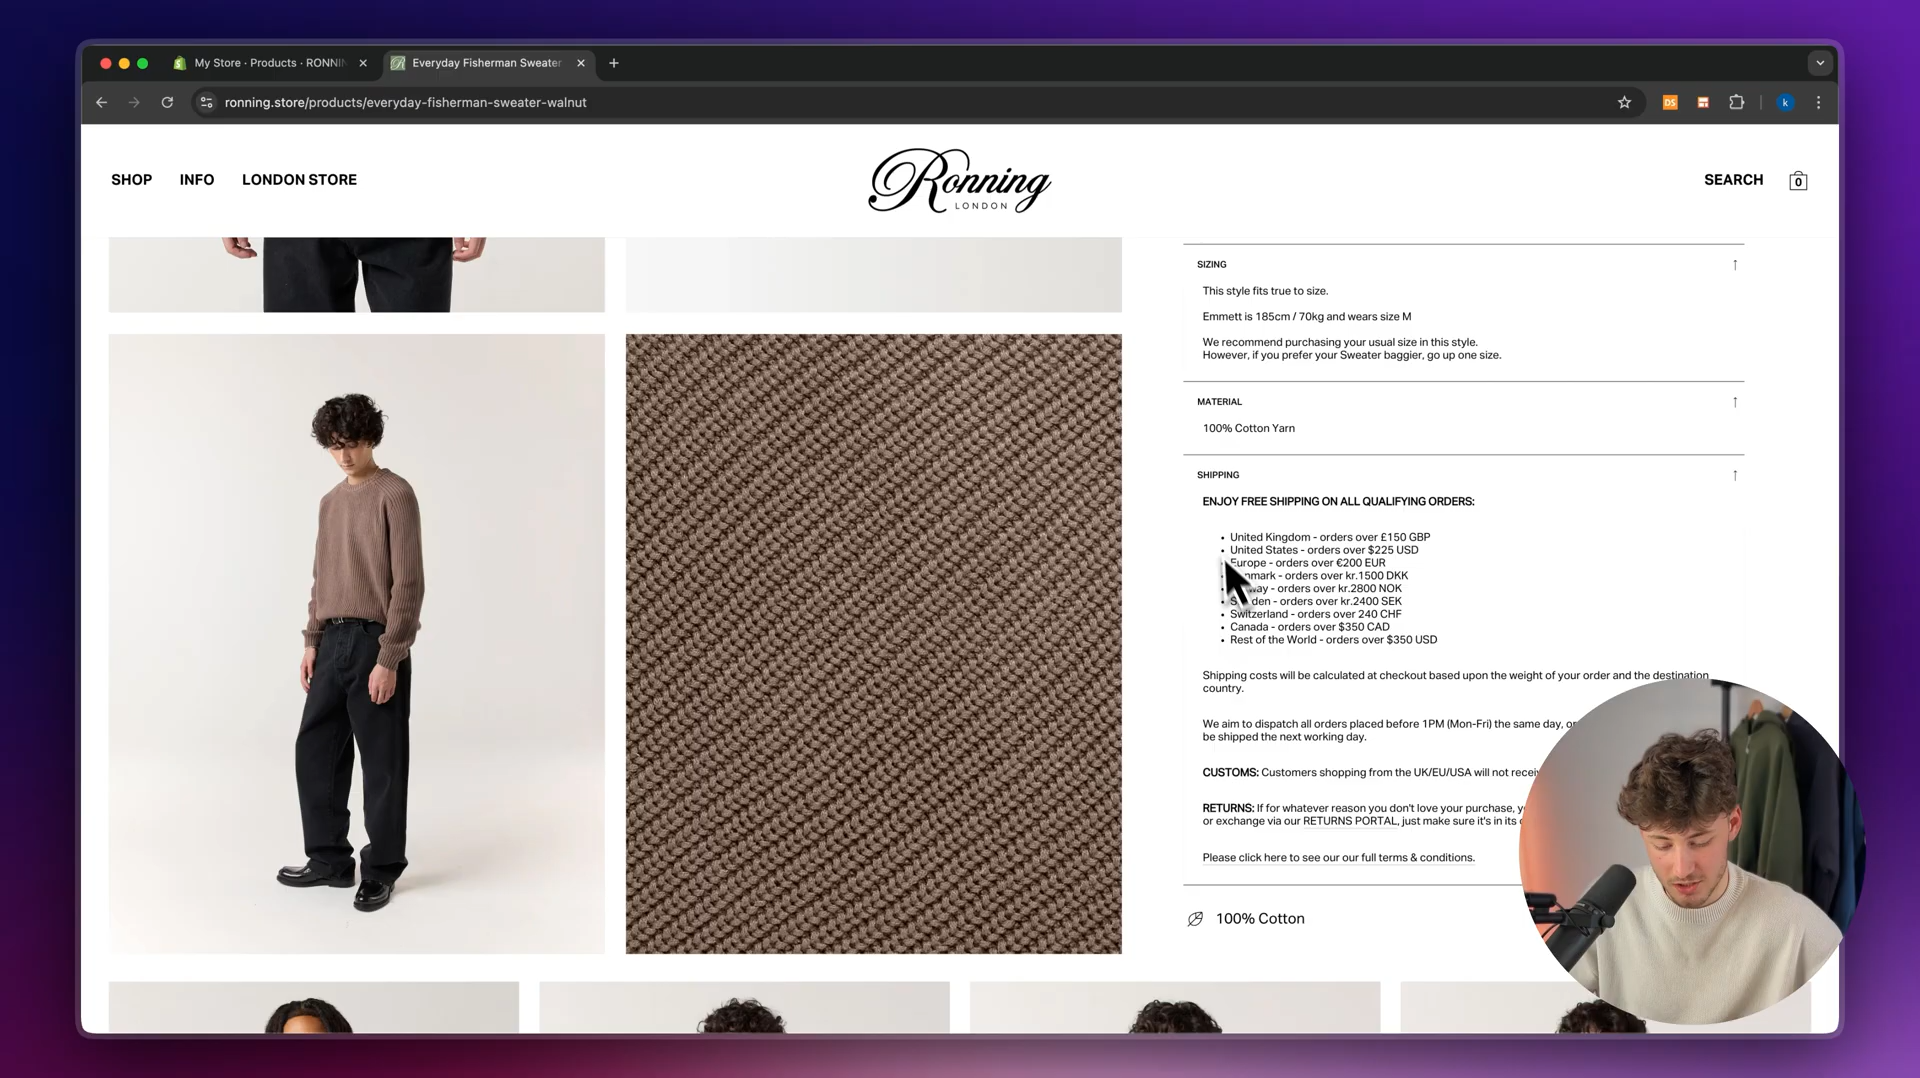 My Store · Products · RONNIN
Everyday Fisherman Sweater
ronning.store/products/everyday-fisherman-sweater-walnut
DS
k
SHOP
INFO
LONDON STORE
Ronning
LONDON
SEARCH
0
SIZING
This style fits true to size.
Emmett is 185cm / 70kg and wears size M
We recommend purchasing your usual size in this style.
However, if you prefer your Sweater baggier, go up one size.
MATERIAL
100% Cotton Yarn
SHIPPING
ENJOY FREE SHIPPING ON ALL QUALIFYING ORDERS:
• United Kingdom - orders over £150 GBP
• United States - orders over $225 USD
Europe - orders over €200 EUR
mark - orders over kr.1500 DKK
way - orders over kr.2800 NOK
den - orders over kr.2400 SEK
• Switzerland - orders over 240 CHF
• Canada - orders over $350 CAD
• Rest of the World - orders over $350 USD
Shipping costs will be calculated at checkout based upon the weight of your order and the destination
country.
We aim to dispatch all orders placed before 1PM (Mon-Fri) the same day, or
be shipped the next working day.
CUSTOMS: Customers shopping from the UK/EU/USA will not recei
RETURNS: If for whatever reason you don't love your purchase, y
or exchange via our RETURNS PORTAL, just make sure it's in its
Please click here to see our our full terms & conditions.
100% Cotton